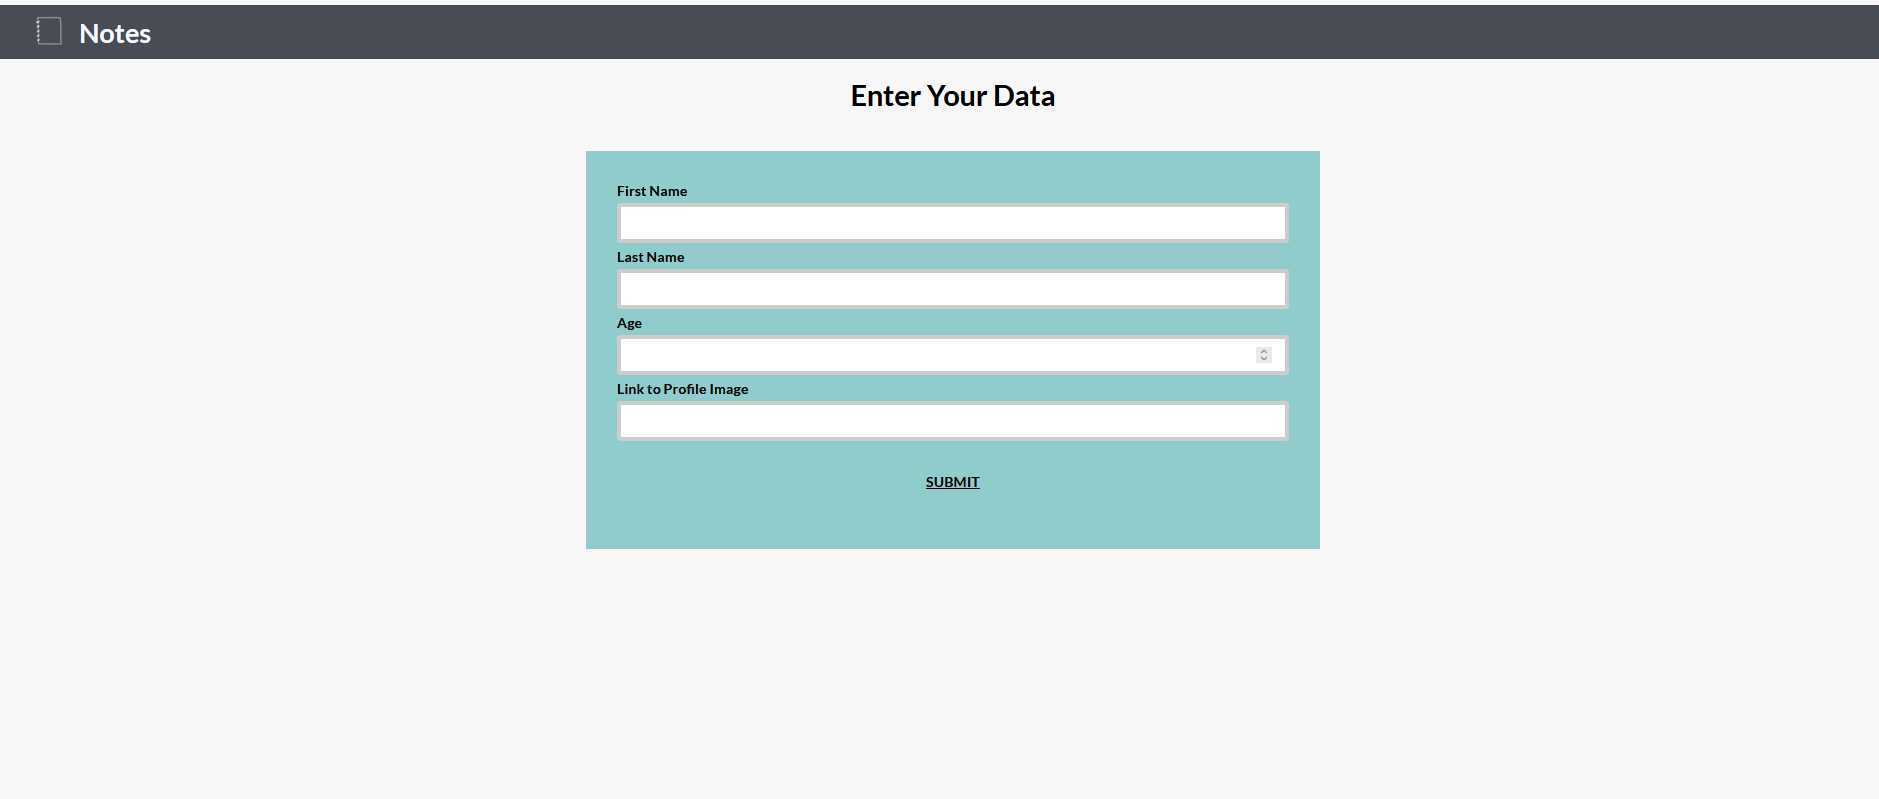 Notes
Enter Your Data
First Name
Last Name
Age
Link to Profile Image
SUBMIT